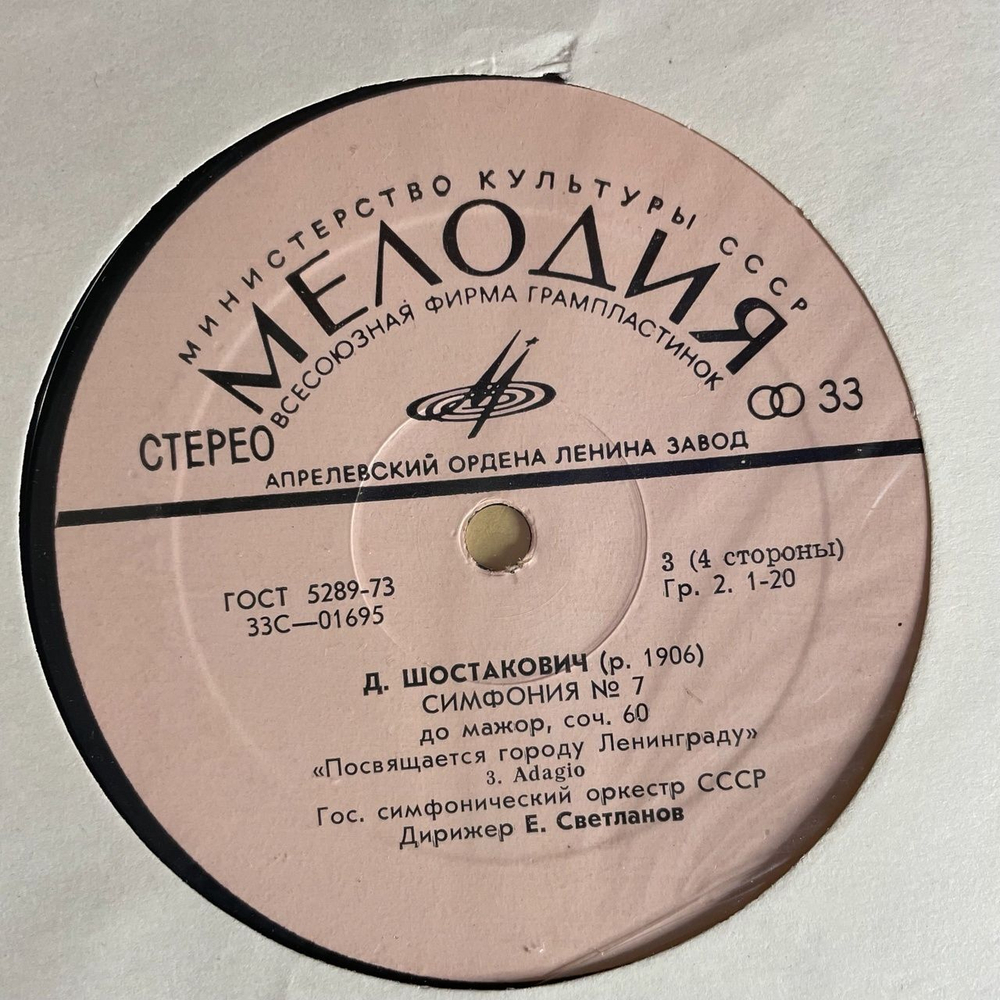 МИНИСТЕРСТВО КУЛЬТУРЫ СССР
МЕЛОДИЯ
ВСЕСОЮЗНАЯ ФИРМА ГРАМПЛАСТИНОК
СТЕРЕО
33
АПРЕЛЕВСКИЙ ОРДЕНА ЛЕНИНА ЗАВОД
ГОСТ 5289-73
33С—01695
3 (4 стороны)
Гр. 2. 1-20
Д. ШОСТАКОВИЧ (р. 1906)
СИМФОНИЯ № 7
до мажор, соч. 60
«Посвящается городу Ленинграду»
3. Adagio
Гос. симфонический оркестр СССР
Дирижер Е. Светланов